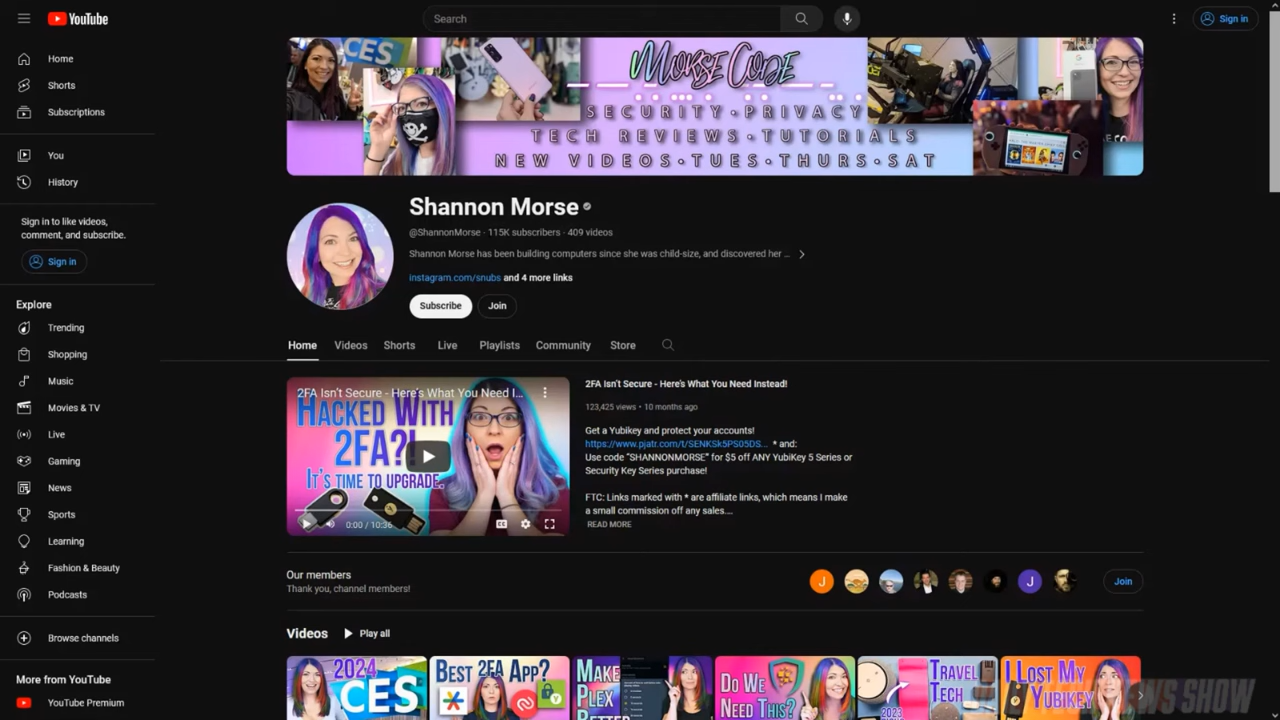 YouTube
Search
Sign in
Home
Shorts
Subscriptions
You
History
Sign in to like videos,
comment, and subscribe.
Sign in
Explore
Trending
Shopping
Music
Movies & TV
Live
Gaming
News
Sports
Learning
Fashion & Beauty
Podcasts
Browse channels
More from YouTube
YouTube Premium
CES
Morse Code
SECURITY·PRIVACY
TECH REVIEWS·TUTORIALS
NEW VIDEOS·TUES·THURS·SAT
Shannon Morse
@ShannonMorse · 115K subscribers · 409 videos
Shannon Morse has been building computers since she was child-size, and discovered her ...
instagram.com/snubs and 4 more links
Subscribe
Join
Home
Videos
Shorts
Live
Playlists
Community
Store
2FA Isn't Secure - Here's What You Need I...
HACKED WITH
2FA?!
IT'S TIME TO UPGRADE.
0:00 / 10:36
2FA Isn't Secure - Here's What You Need Instead!
123,425 views • 10 months ago
Get a Yubikey and protect your accounts!
https://www.pjatr.com/t/SENKSk5PS05DS... * and:
Use code "SHANNONMORSE" for $5 off ANY YubiKey 5 Series or
Security Key Series purchase!
FTC: Links marked with * are affiliate links, which means I make
a small commission off any sales....
READ MORE
Our members
Thank you, channel members!
J
J
Join
Videos
Play all
2024
CES
BEST 2FA APP?
MAKE
PLEX
BETTER
DO WE
NEED THIS?
TRAVEL
TECH
2023
I LOST MY
YUBIKEY
NEWS SHOW